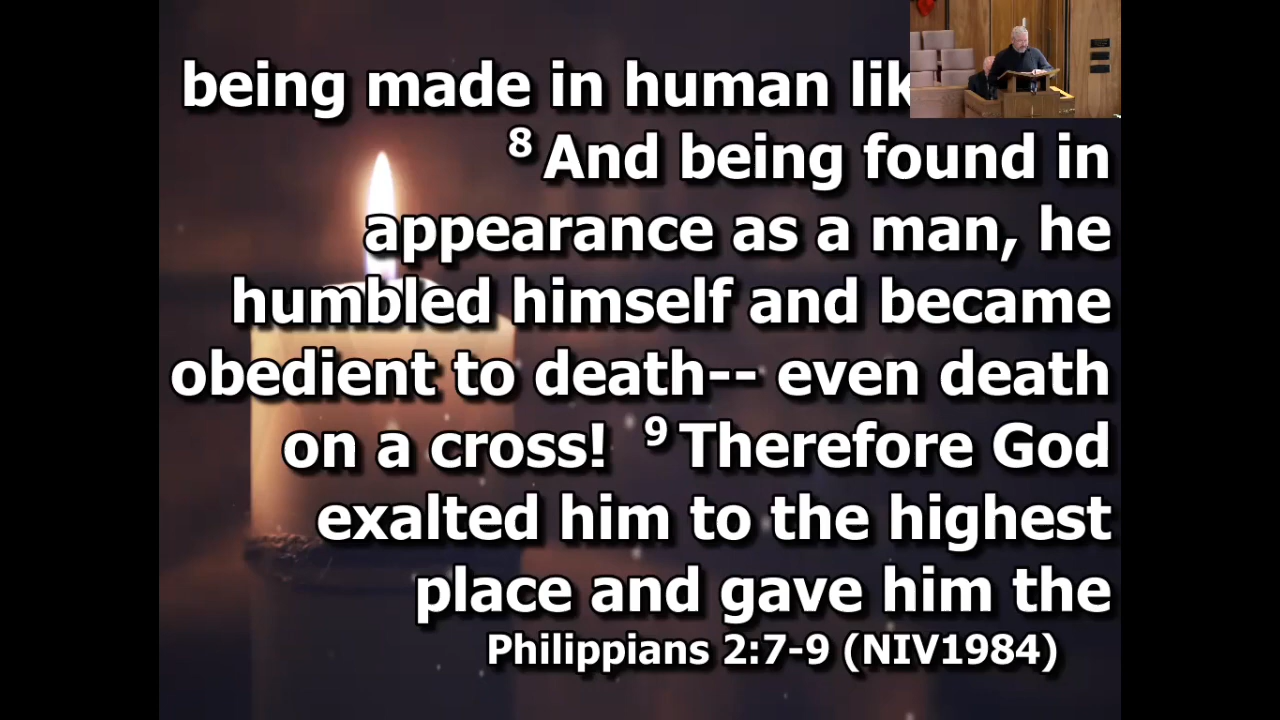 being made in human lik
⁸ And being found in
appearance as a man, he
humbled himself and became
obedient to death-- even death
on a cross! ⁹ Therefore God
exalted him to the highest
place and gave him the
Philippians 2:7-9 (NIV1984)